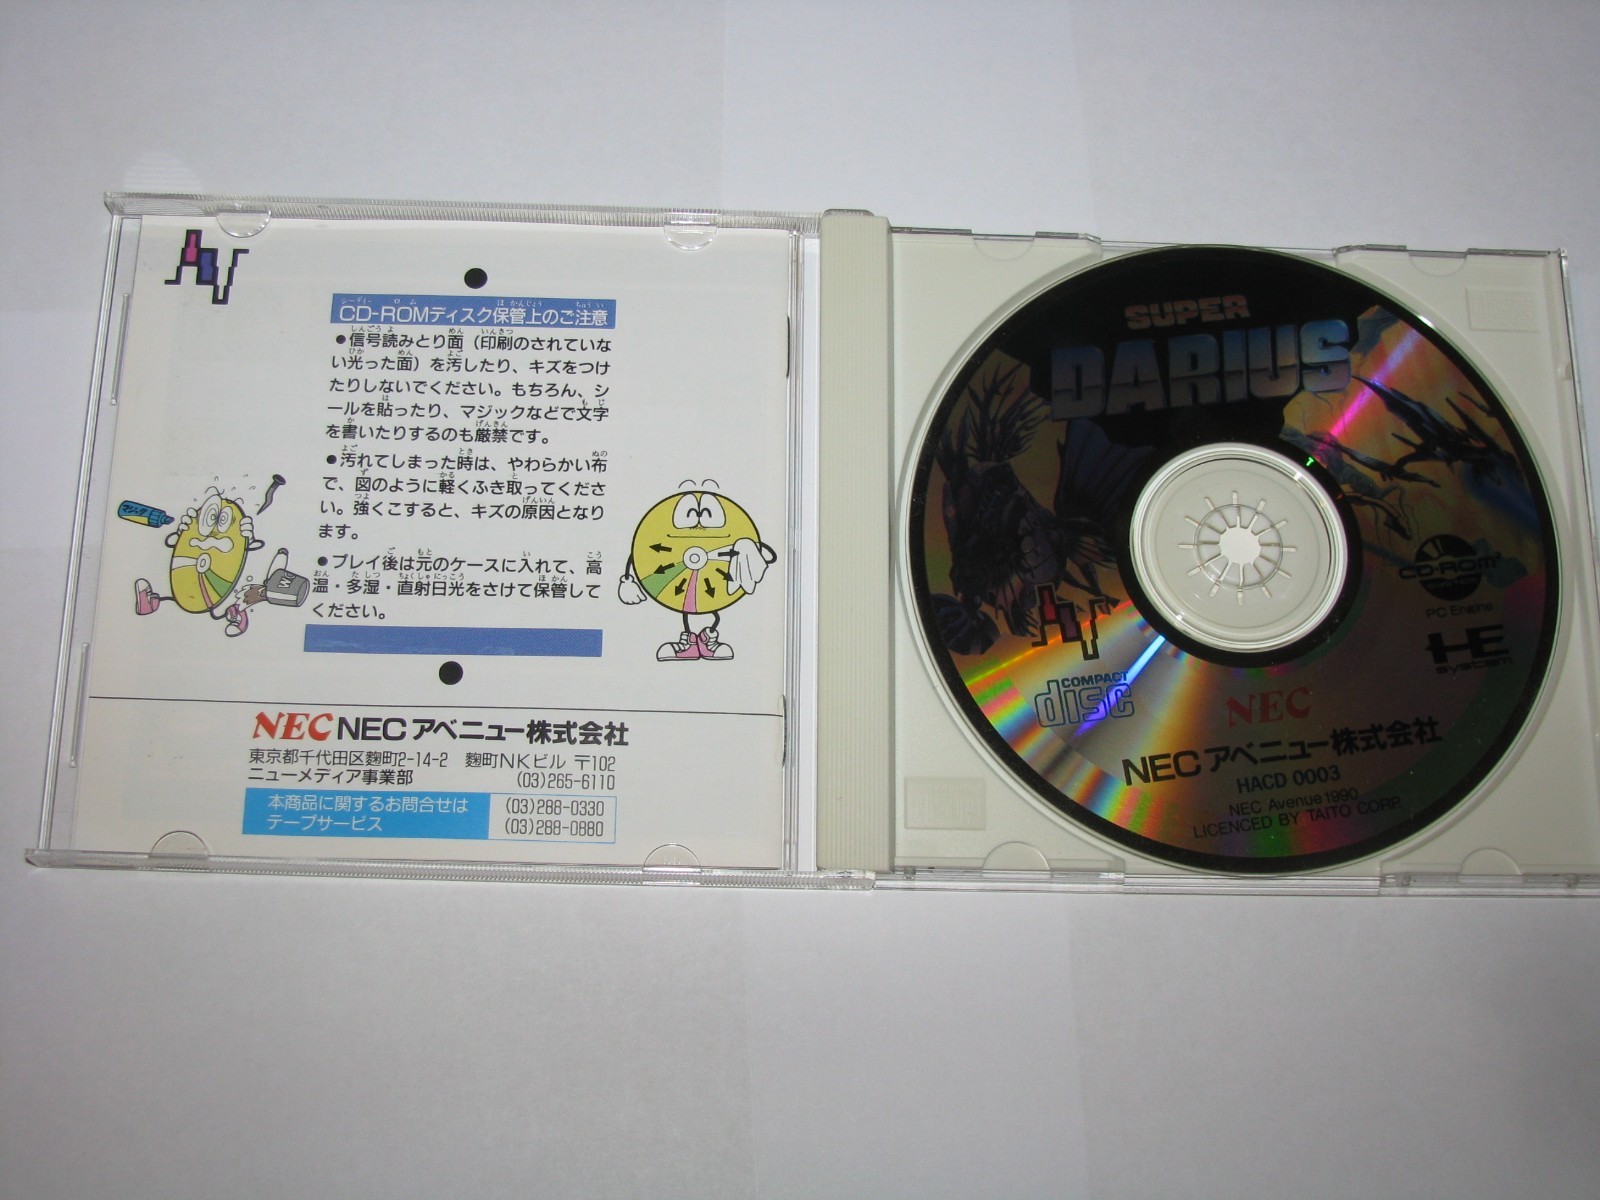 AV
CD-ROMディスク保管上のご注意
●信号読みとり面（印刷のされていな
い光った面）を汚したり、キズをつけ
たりしないでください。もちろん、シ
ールを貼ったり、マジックなどで文字
を書いたりするのも厳禁です。
●汚れてしまった時は、やわらかい布
で、図のように軽くふき取ってくださ
い。強くこすると、キズの原因となり
ます。
●プレイ後は元のケースに入れて、高
温・多湿・直射日光をさけて保管して
ください。
マジック
NEC NECアベニュー株式会社
東京都千代田区麴町2-14-2 麴町NKビル 〒102
ニューメディア事業部 (03)265-6110
本商品に関するお問合せは (03)288-0330
テープサービス (03)288-0880
SUPER
DARIUS
CD-ROM²
PC Engine
HE
system
AV
COMPACT
disc
NEC
NECアベニュー株式会社
HACD 0003
NEC Avenue 1990
LICENCED BY TAITO CORP.